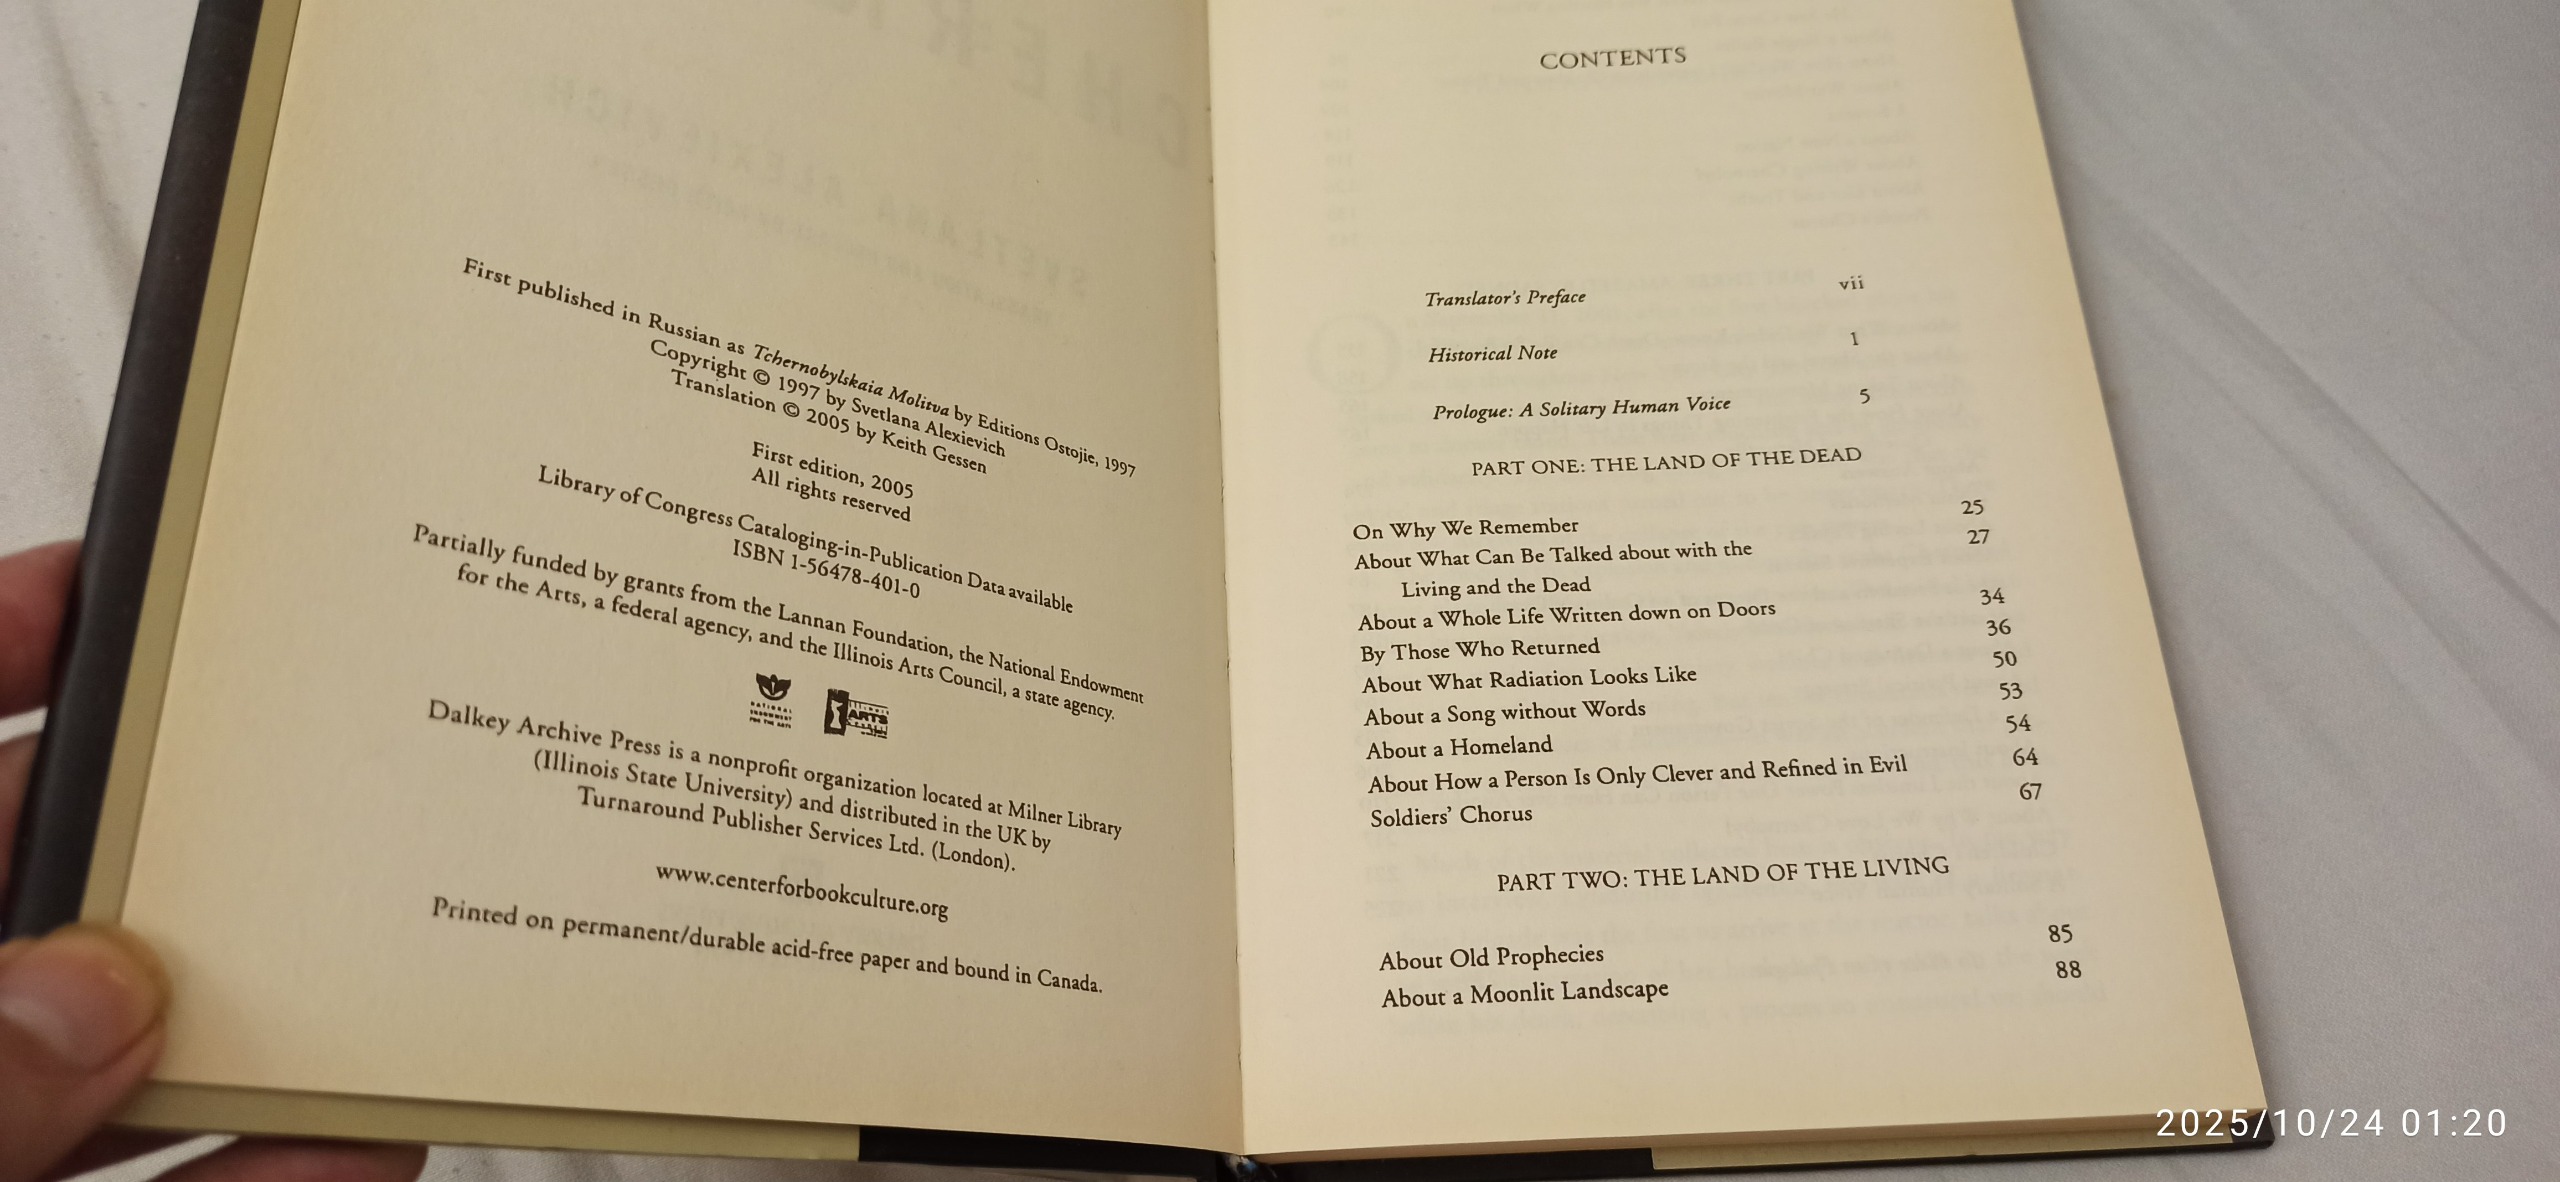 First published in Russian as Tchernobylskaia Molitva by Editions Ostojie, 1997
Copyright © 1997 by Svetlana Alexievich
Translation © 2005 by Keith Gessen
First edition, 2005
All rights reserved
Library of Congress Cataloging-in-Publication Data available
ISBN 1-56478-401-0
Partially funded by grants from the Lannan Foundation, the National Endowment
for the Arts, a federal agency, and the Illinois Arts Council, a state agency.
NATIONAL
ENDOWMENT
FOR THE ARTS
ILLINOIS
ARTS
Dalkey Archive Press is a nonprofit organization located at Milner Library
(Illinois State University) and distributed in the UK by
Turnaround Publisher Services Ltd. (London).
www.centerforbookculture.org
Printed on permanent/durable acid-free paper and bound in Canada.
CONTENTS
Translator's Preface vii
Historical Note 1
Prologue: A Solitary Human Voice 5
PART ONE: THE LAND OF THE DEAD
On Why We Remember 25
About What Can Be Talked about with the 27
Living and the Dead
About a Whole Life Written down on Doors 34
By Those Who Returned 36
About What Radiation Looks Like 50
About a Song without Words 53
About a Homeland 54
About How a Person Is Only Clever and Refined in Evil 64
Soldiers' Chorus 67
PART TWO: THE LAND OF THE LIVING
About Old Prophecies 85
About a Moonlit Landscape 88
2025/10/24 01:20